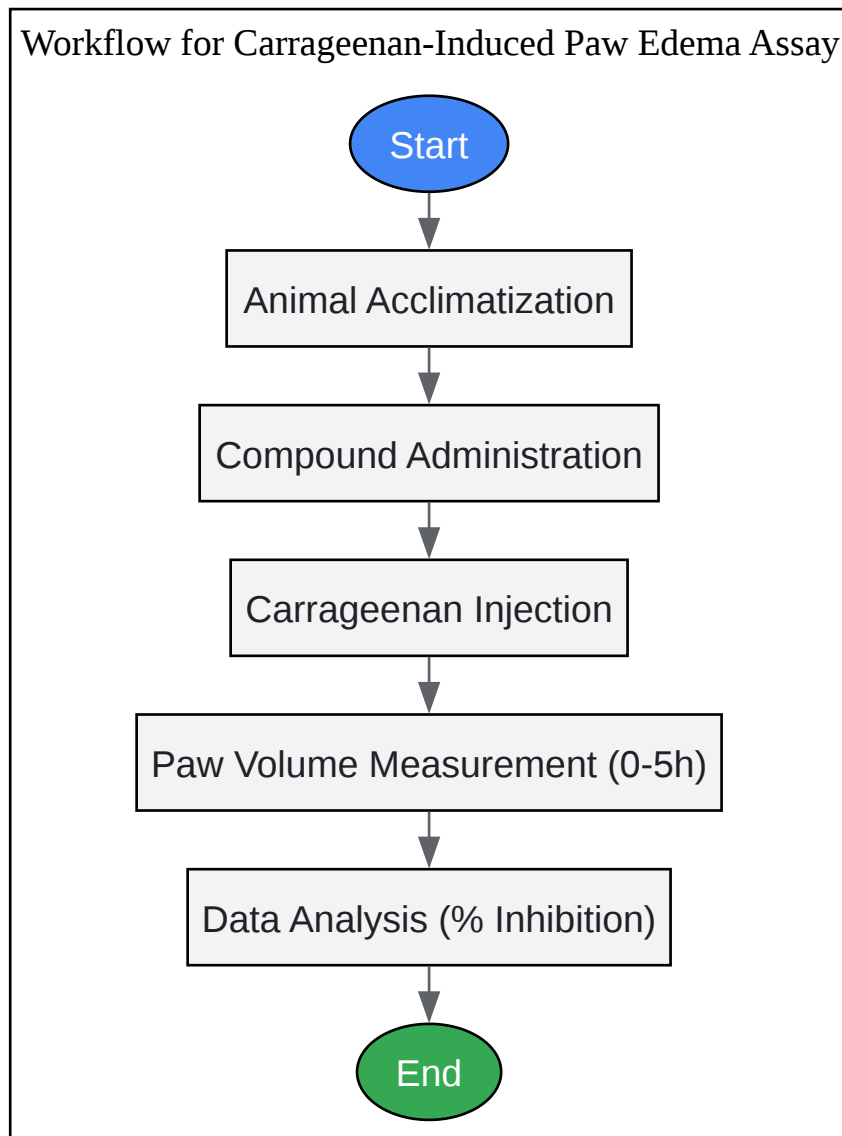 Workflow for Carrageenan-Induced Paw Edema Assay
Start
Animal Acclimatization
Compound Administration
Carrageenan Injection
Paw Volume Measurement (0-5h)
Data Analysis (% Inhibition)
End